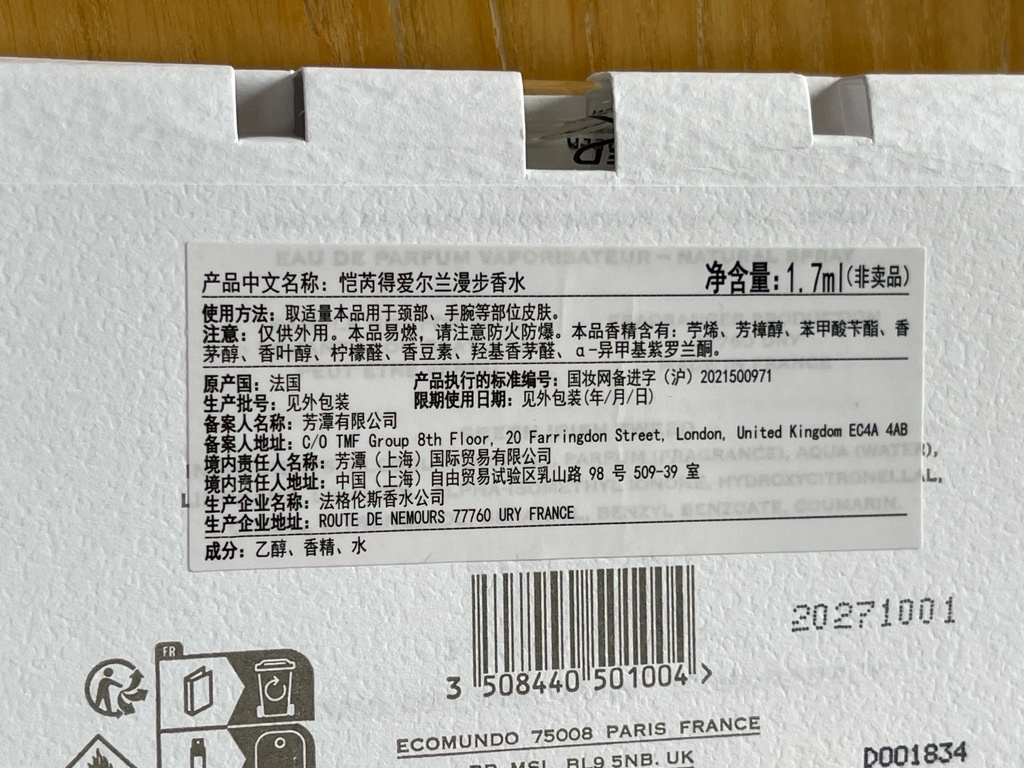 EAU DE PARFUM VAPORISATEUR – NATURAL SPRAY
产品中文名称：恺芮得爱尔兰漫步香水
净含量：1.7ml(非卖品)
使用方法：取适量本品用于颈部、手腕等部位皮肤。
注意：仅供外用。本品易燃，请注意防火防爆。本品香精含有：苧烯、芳樟醇、苯甲酸苄酯、香
茅醇、香叶醇、柠檬醛、香豆素、羟基香茅醛、α-异甲基紫罗兰酮。
原产国：法国
产品执行的标准编号：国妆网备进字（沪）2021500971
生产批号：见外包装
限期使用日期：见外包装(年/月/日)
备案人名称：芳潭有限公司
备案人地址：C/O TMF Group 8th Floor, 20 Farringdon Street, London, United Kingdom EC4A 4AB
境内责任人名称：芳潭（上海）国际贸易有限公司
境内责任人地址：中国（上海）自由贸易试验区乳山路 98 号 509-39 室
生产企业名称：法格伦斯香水公司
生产企业地址：ROUTE DE NEMOURS 77760 URY FRANCE
成分：乙醇、香精、水
20271001
3 508440 501004 >
FR
ECOMUNDO 75008 PARIS FRANCE
BL9 5NB. UK
D001834